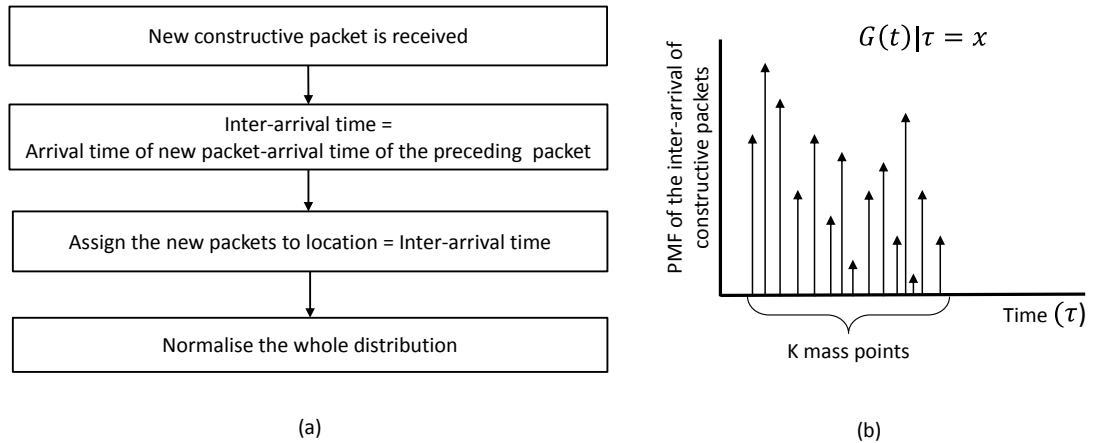 New constructive packet is received
Inter-arrival time =
Arrival time of new packet-arrival time of the preceding packet
Assign the new packets to location = Inter-arrival time
Normalise the whole distribution
(a)
G(t)|τ = x
PMF of the inter-arrival of
constructive packets
Time (τ)
K mass points
(b)